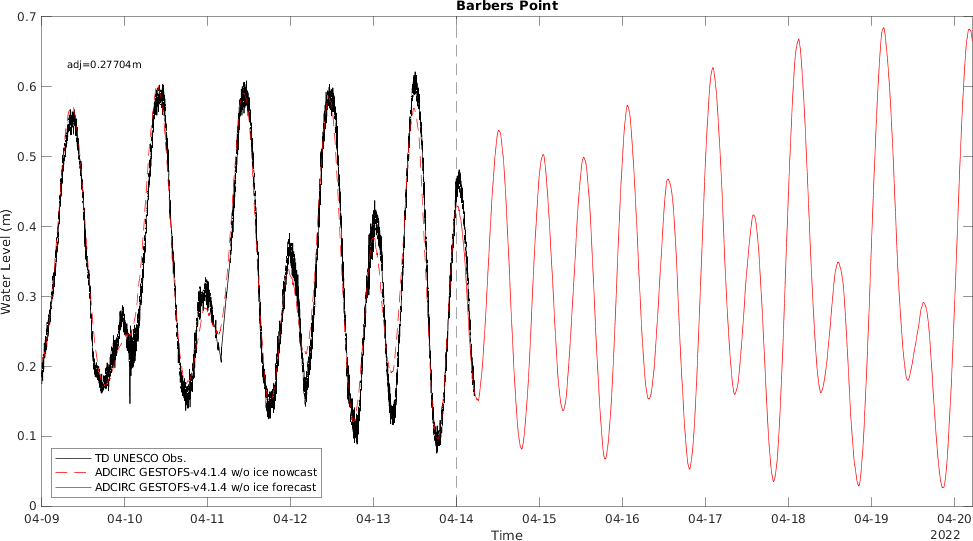 Barbers Point
adj=0.27704m
Water Level (m)
0.7
0.6
0.5
0.4
0.3
0.2
0.1
0
TD UNESCO Obs.
ADCIRC GESTOFS-v4.1.4 w/o ice nowcast
ADCIRC GESTOFS-v4.1.4 w/o ice forecast
04-09 04-10 04-11 04-12 04-13 04-14 04-15 04-16 04-17 04-18 04-19 04-20
Time
2022